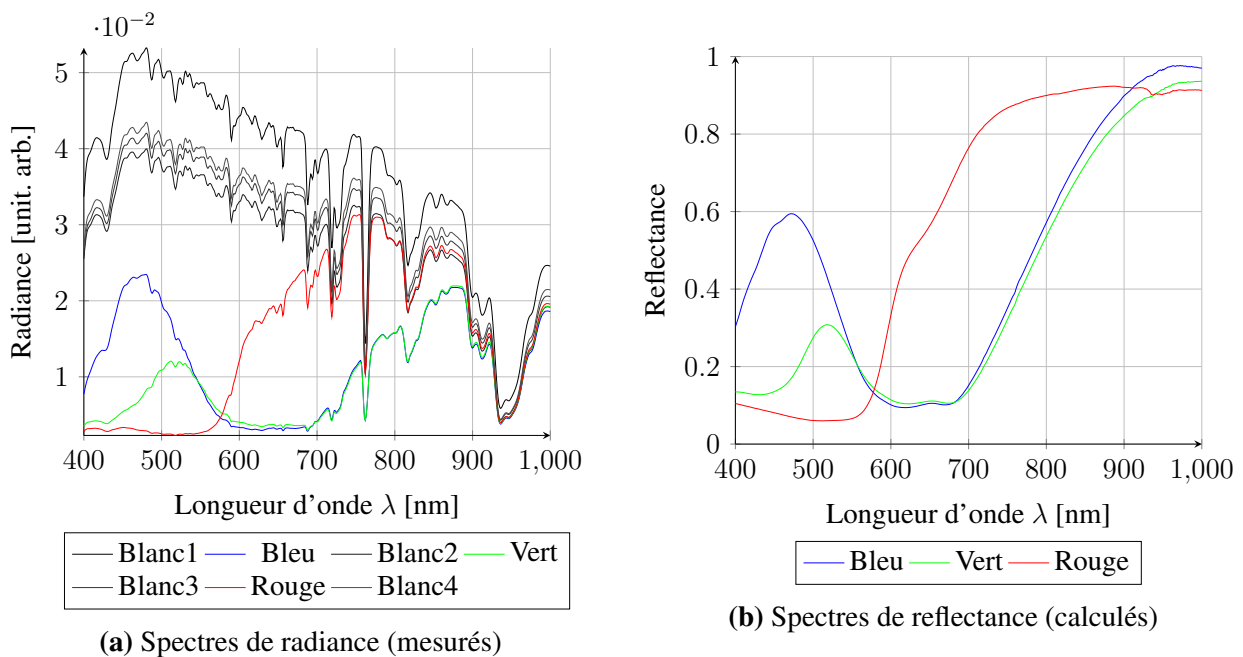 ·10−2
5
4
3
2
1
Radiance [unit. arb.]
400 500 600 700 800 900 1,000
Longueur d'onde λ [nm]
Blanc1 Bleu Blanc2 Vert
Blanc3 Rouge Blanc4
(a) Spectres de radiance (mesurés)
1
0.8
0.6
0.4
0.2
0
Reflectance
400 500 600 700 800 900 1,000
Longueur d'onde λ [nm]
Bleu Vert Rouge
(b) Spectres de reflectance (calculés)